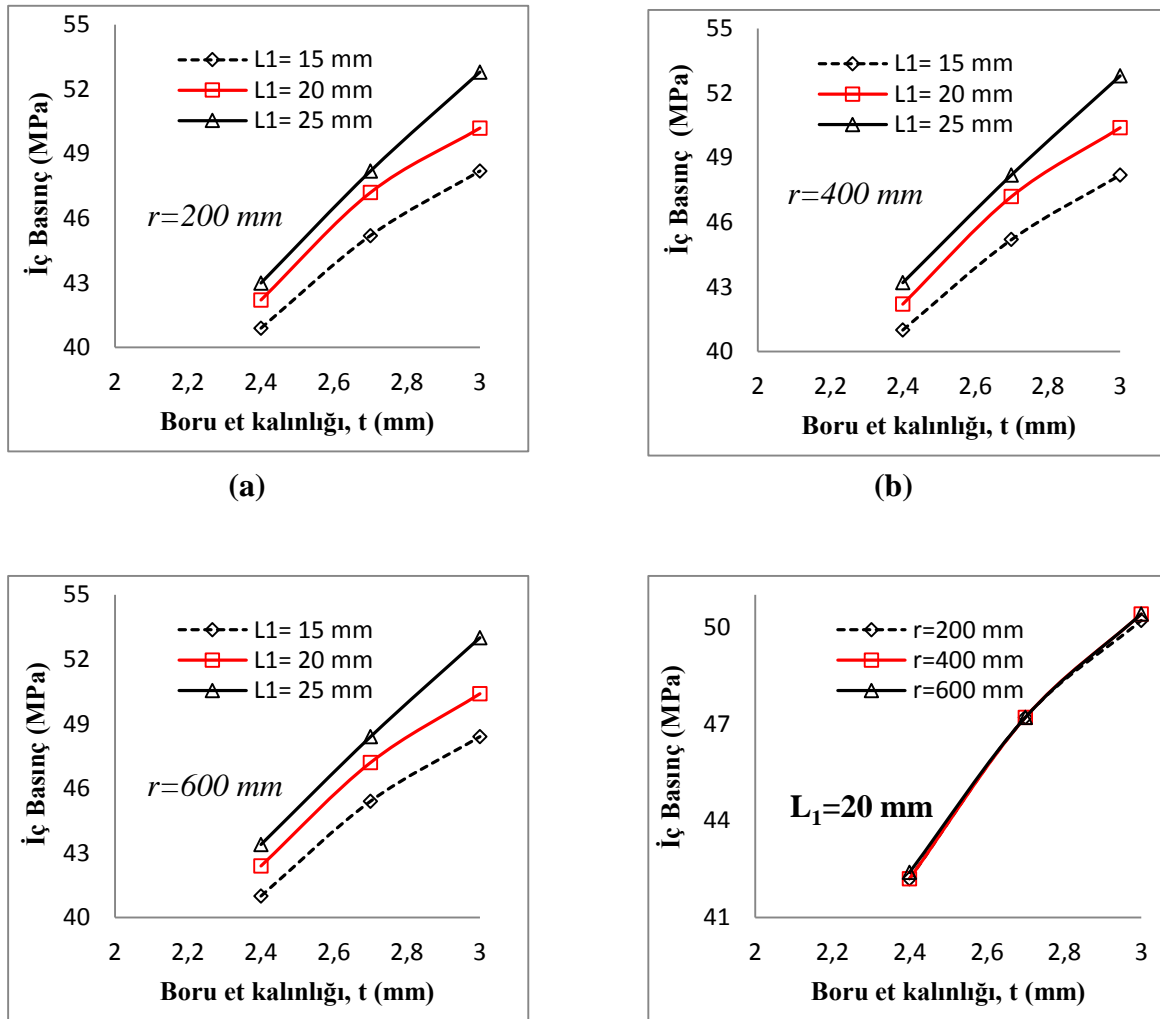 55
52
49
46
43
40
İç Basınç (MPa)
L1= 15 mm
L1= 20 mm
L1= 25 mm
r=200 mm
2 2,2 2,4 2,6 2,8 3
Boru et kalınlığı, t (mm)
(a)
55
52
49
46
43
40
İç Basınç (MPa)
L1= 15 mm
L1= 20 mm
L1= 25 mm
r=400 mm
2 2,2 2,4 2,6 2,8 3
Boru et kalınlığı, t (mm)
(b)
55
52
49
46
43
40
İç Basınç (MPa)
L1= 15 mm
L1= 20 mm
L1= 25 mm
r=600 mm
2 2,2 2,4 2,6 2,8 3
Boru et kalınlığı, t (mm)
50
47
44
41
İç Basınç (MPa)
r=200 mm
r=400 mm
r=600 mm
L₁=20 mm
2 2,2 2,4 2,6 2,8 3
Boru et kalınlığı, t (mm)